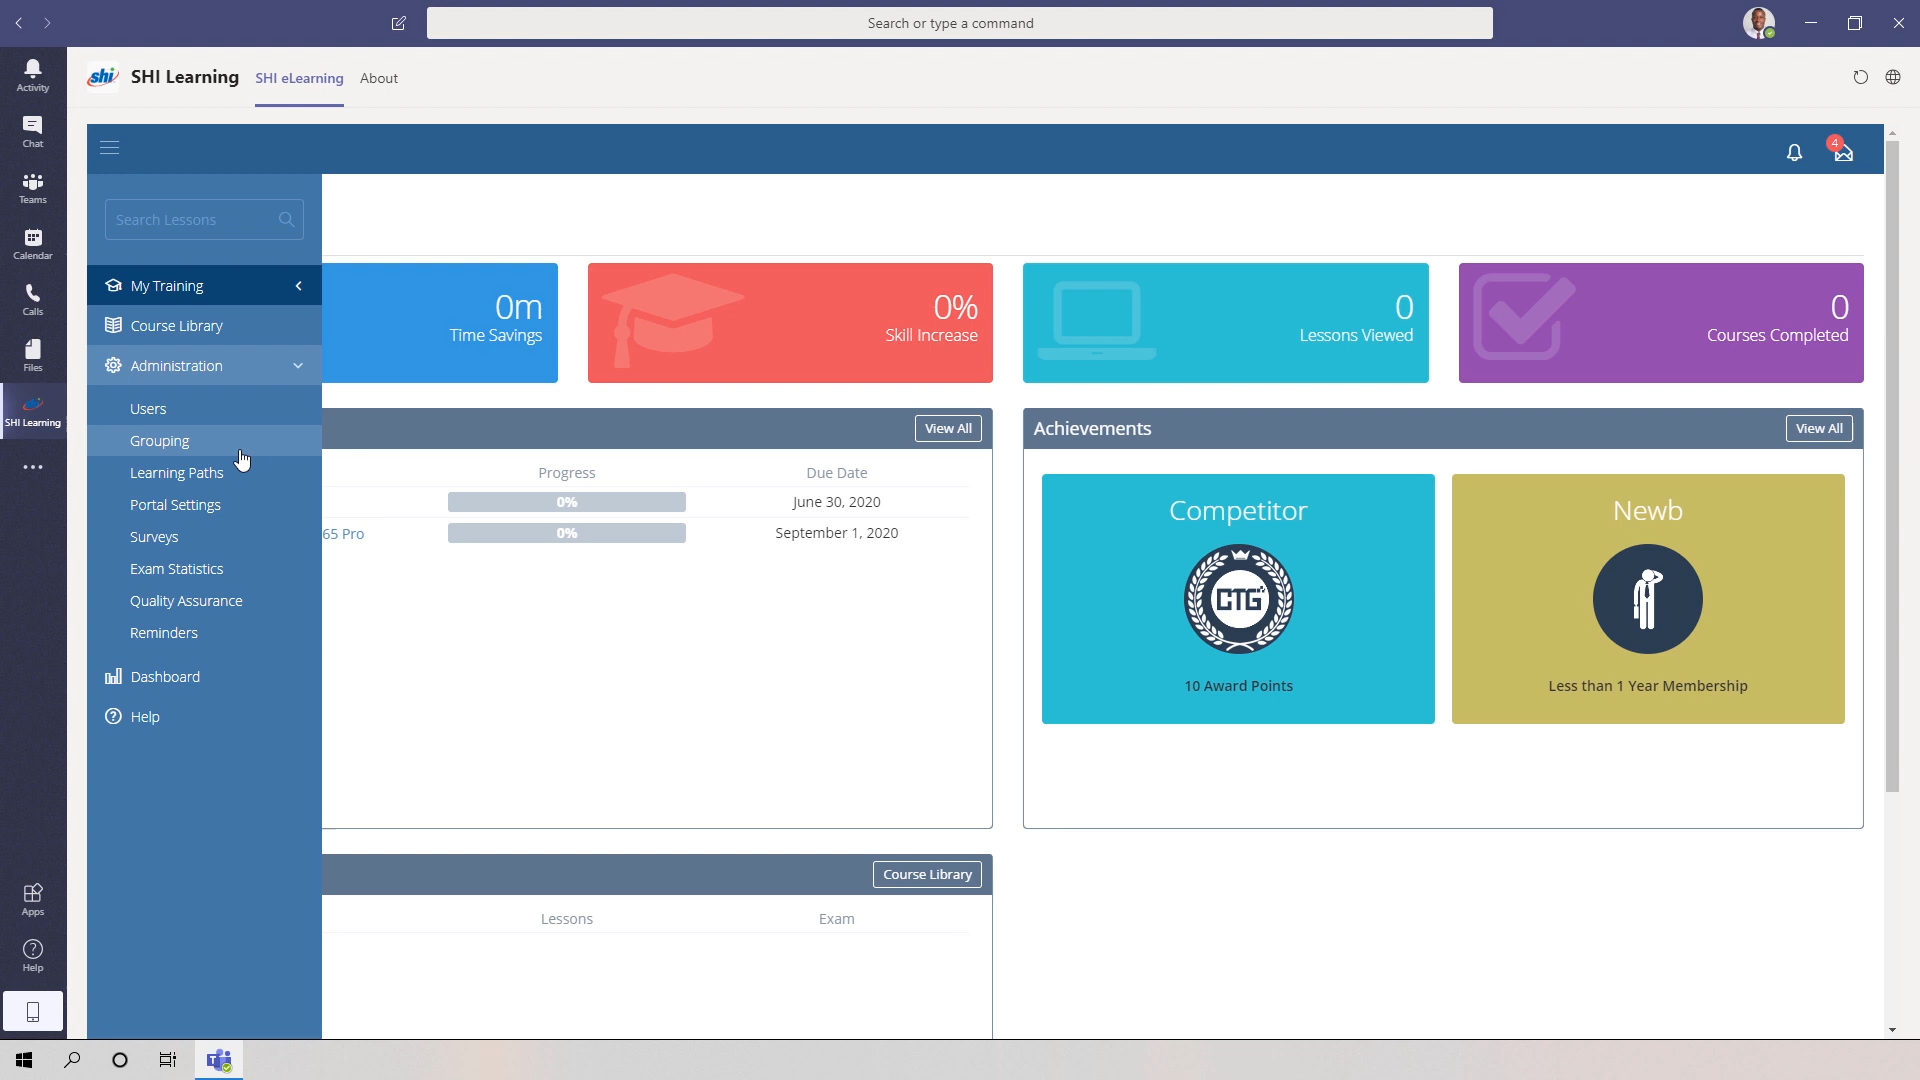 Search or type a command
Activity
Chat
Teams
Calendar
Calls
Files
SHI Learning
Apps
Help
shi SHI Learning SHI eLearning About
4
Search Lessons
My Training
Course Library
Administration
Users
Grouping
Learning Paths
Portal Settings
Surveys
Exam Statistics
Quality Assurance
Reminders
Dashboard
Help
0m
Time Savings
0%
Skill Increase
0
Lessons Viewed
0
Courses Completed
View All
Progress Due Date
0% June 30, 2020
65 Pro 0% September 1, 2020
Achievements View All
Competitor
CTG
10 Award Points
Newb
Less than 1 Year Membership
Course Library
Lessons Exam